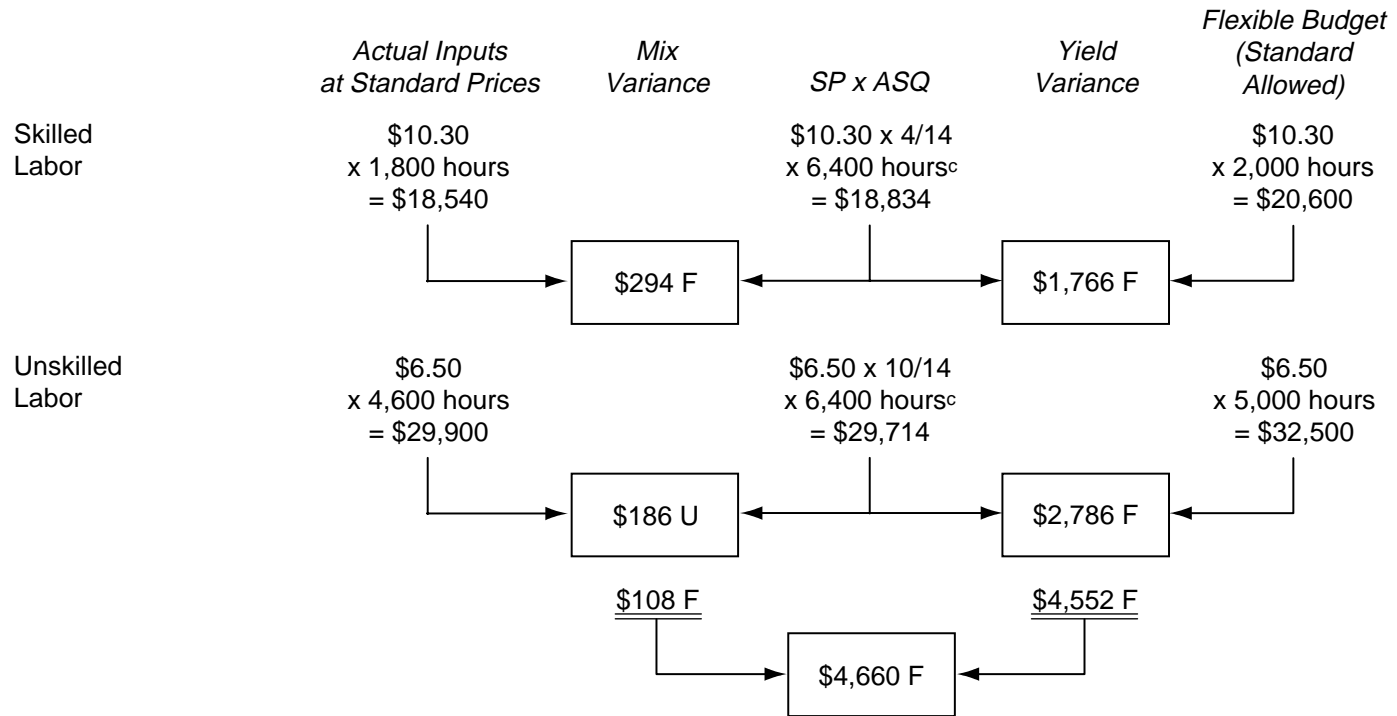 Actual Inputs at Standard Prices
Mix Variance
SP x ASQ
Yield Variance
Flexible Budget (Standard Allowed)
Skilled Labor
$10.30
x 1,800 hours
= $18,540
$10.30 x 4/14
x 6,400 hoursc
= $18,834
$10.30
x 2,000 hours
= $20,600
$294 F
$1,766 F
Unskilled Labor
$6.50
x 4,600 hours
= $29,900
$6.50 x 10/14
x 6,400 hoursc
= $29,714
$6.50
x 5,000 hours
= $32,500
$186 U
$2,786 F
$108 F
$4,552 F
$4,660 F